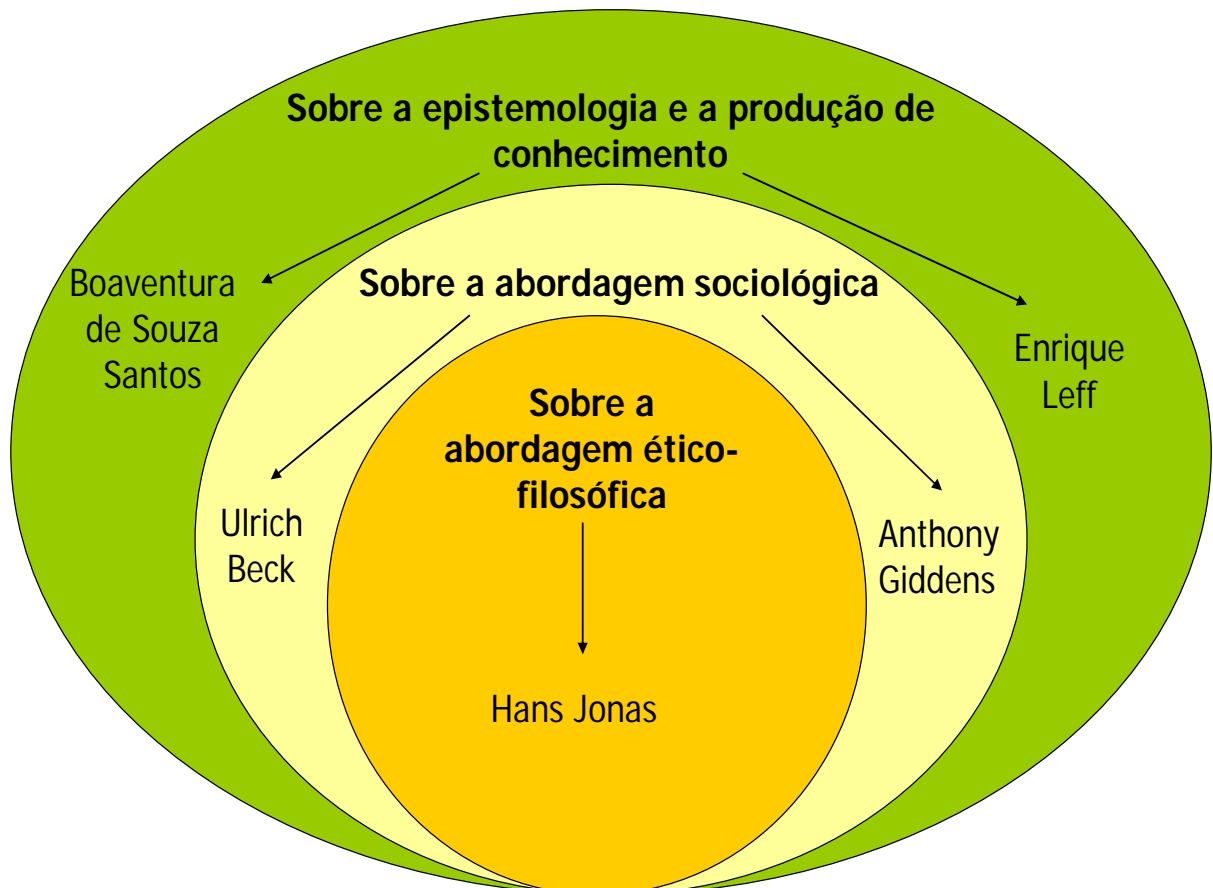 Sobre a epistemologia e a produção de
conhecimento
Boaventura
de Souza
Santos
Enrique
Leff
Sobre a abordagem sociológica
Ulrich
Beck
Anthony
Giddens
Sobre a
abordagem ético-
filosófica
Hans Jonas